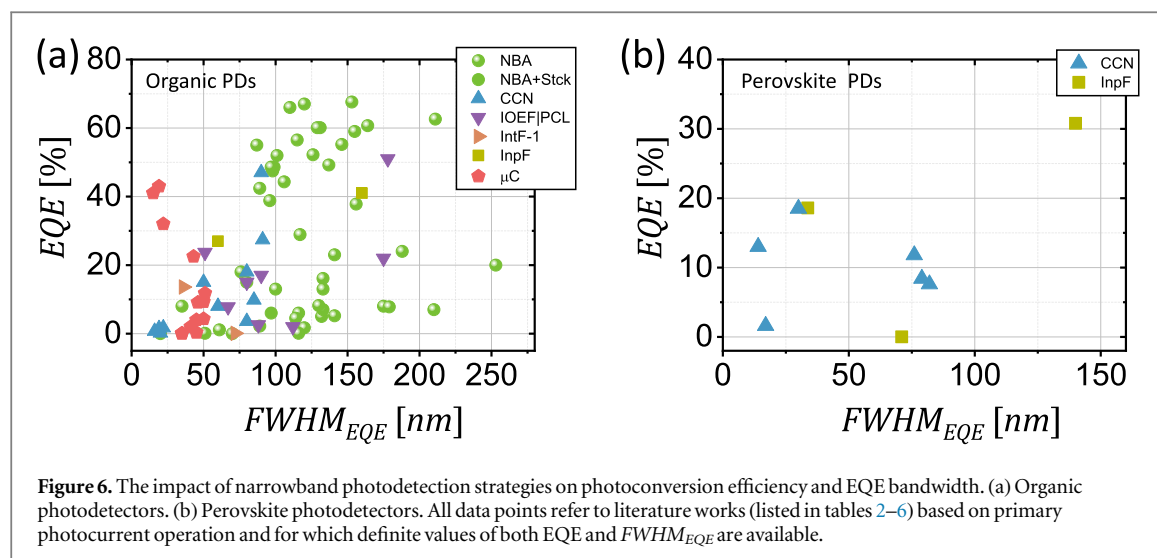 (a)
80
60
40
20
0
EQE [%]
Organic PDs
NBA
NBA+Stck
CCN
IOEF|PCL
IntF-1
InpF
μC
0 50 100 150 200 250
FWHM_EQE [nm]
(b)
40
30
20
10
0
EQE [%]
Perovskite PDs
CCN
InpF
0 50 100 150
FWHM_EQE [nm]
Figure 6. The impact of narrowband photodetection strategies on photoconversion efficiency and EQE bandwidth. (a) Organic
photodetectors. (b) Perovskite photodetectors. All data points refer to literature works (listed in tables 2–6) based on primary
photocurrent operation and for which definite values of both EQE and FWHM_EQE are available.